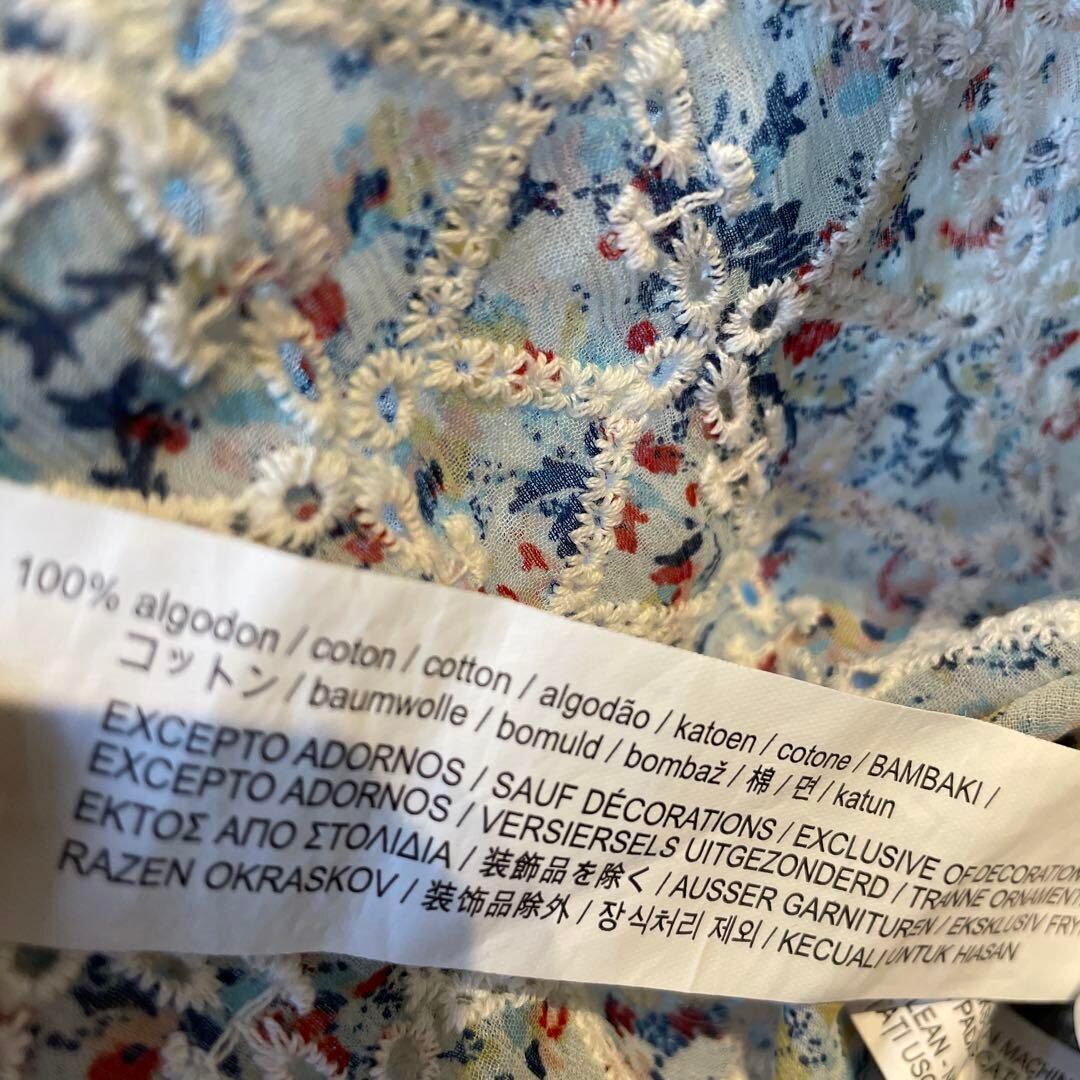 100% algodon / coton / cotton / algodão / katoen / cotone / BAMBAKI /
コットン / baumwolle / bomuld / bombaž / 棉 / 면 / katun
EXCEPTO ADORNOS / SAUF DÉCORATIONS / EXCLUSIVE OF DECORATION
EXCEPTO ADORNOS / VERSIERSELS UITGEZONDERD / TRANNE ORNAMENT
ΕΚΤΟΣ ΑΠΟ ΣΤΟΛΙΔΙΑ / 装飾品を除く / AUSSER GARNITUREN / EKSKLUSIV FRY
RAZEN OKRASKOV / 装饰品除外 / 장식처리 제외 / KECUALI UNTUK HIASAN